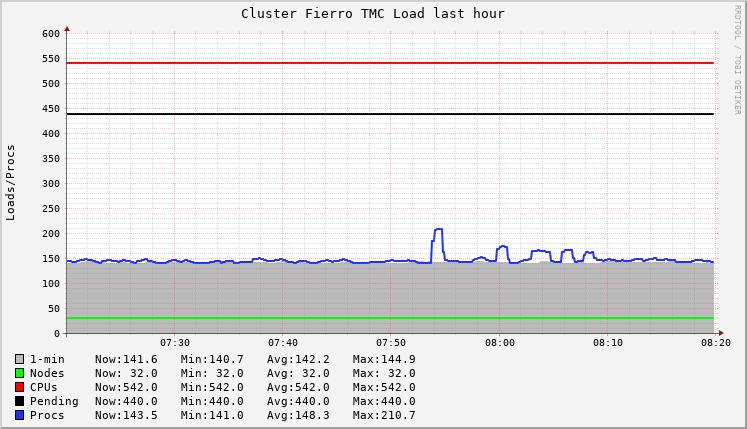 Cluster Fierro TMC Load last hour
RRDTOOL / TOBI OETIKER
Loads/Procs
600
550
500
450
400
350
300
250
200
150
100
50
0
07:30 07:40 07:50 08:00 08:10 08:20
1-min Now:141.6 Min:140.7 Avg:142.2 Max:144.9
Nodes Now: 32.0 Min: 32.0 Avg: 32.0 Max: 32.0
CPUs Now:542.0 Min:542.0 Avg:542.0 Max:542.0
Pending Now:440.0 Min:440.0 Avg:440.0 Max:440.0
Procs Now:143.5 Min:141.0 Avg:148.3 Max:210.7